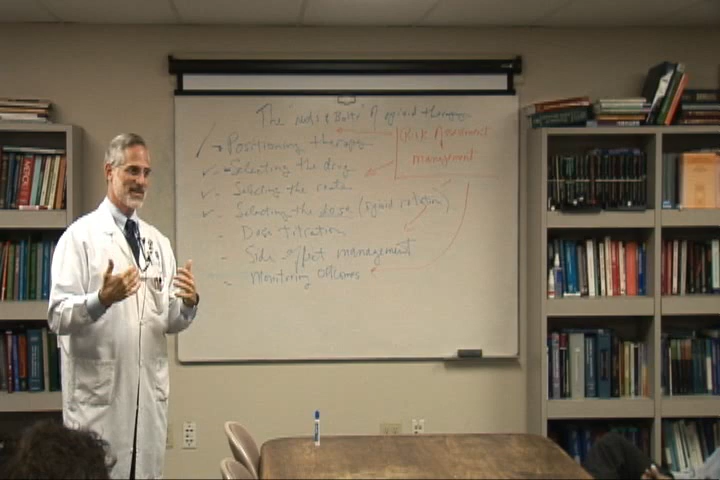 The "nuts & Bolts" of opioid therapy
Positioning therapy
Risk Assessment
management
- Selecting the drug
- Selecting the route
- Selecting the dose (opioid rotation)
- Dose titration
- Side effect management
- Monitoring outcomes